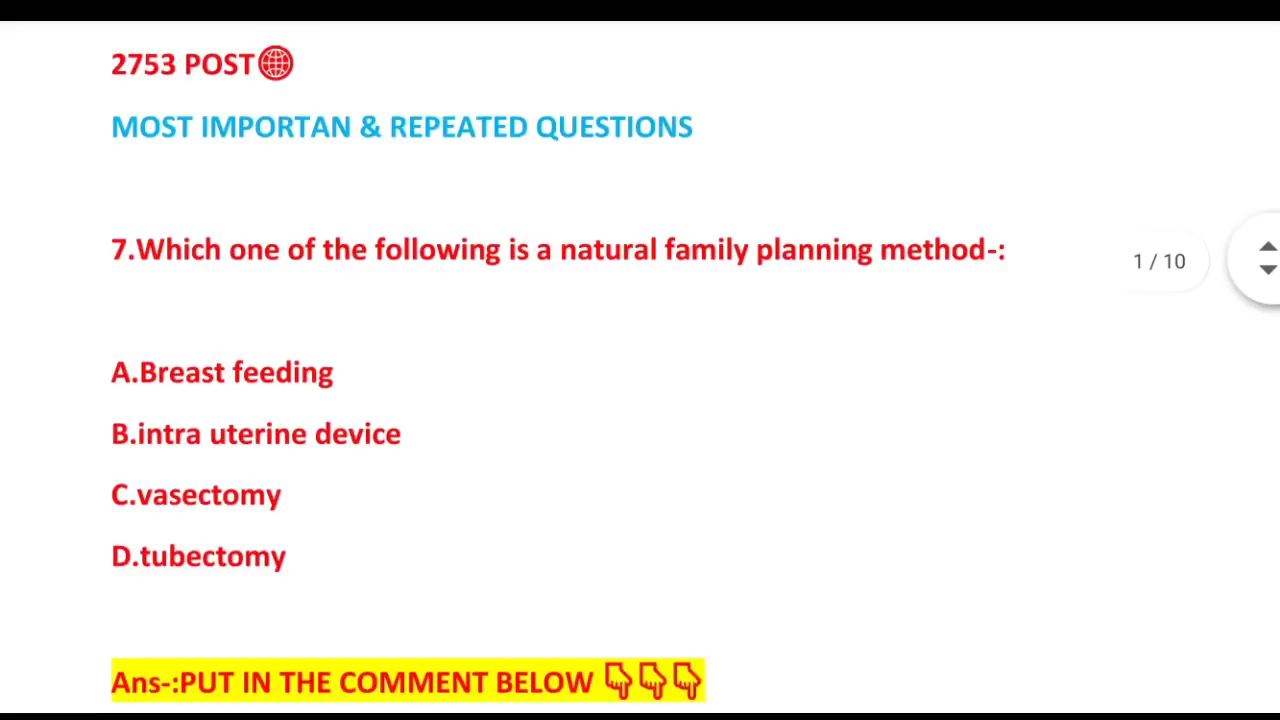 2753 POST🌐
MOST IMPORTAN & REPEATED QUESTIONS
7.Which one of the following is a natural family planning method-:
1 / 10
A.Breast feeding
B.intra uterine device
C.vasectomy
D.tubectomy
Ans-:PUT IN THE COMMENT BELOW 👇👇👇